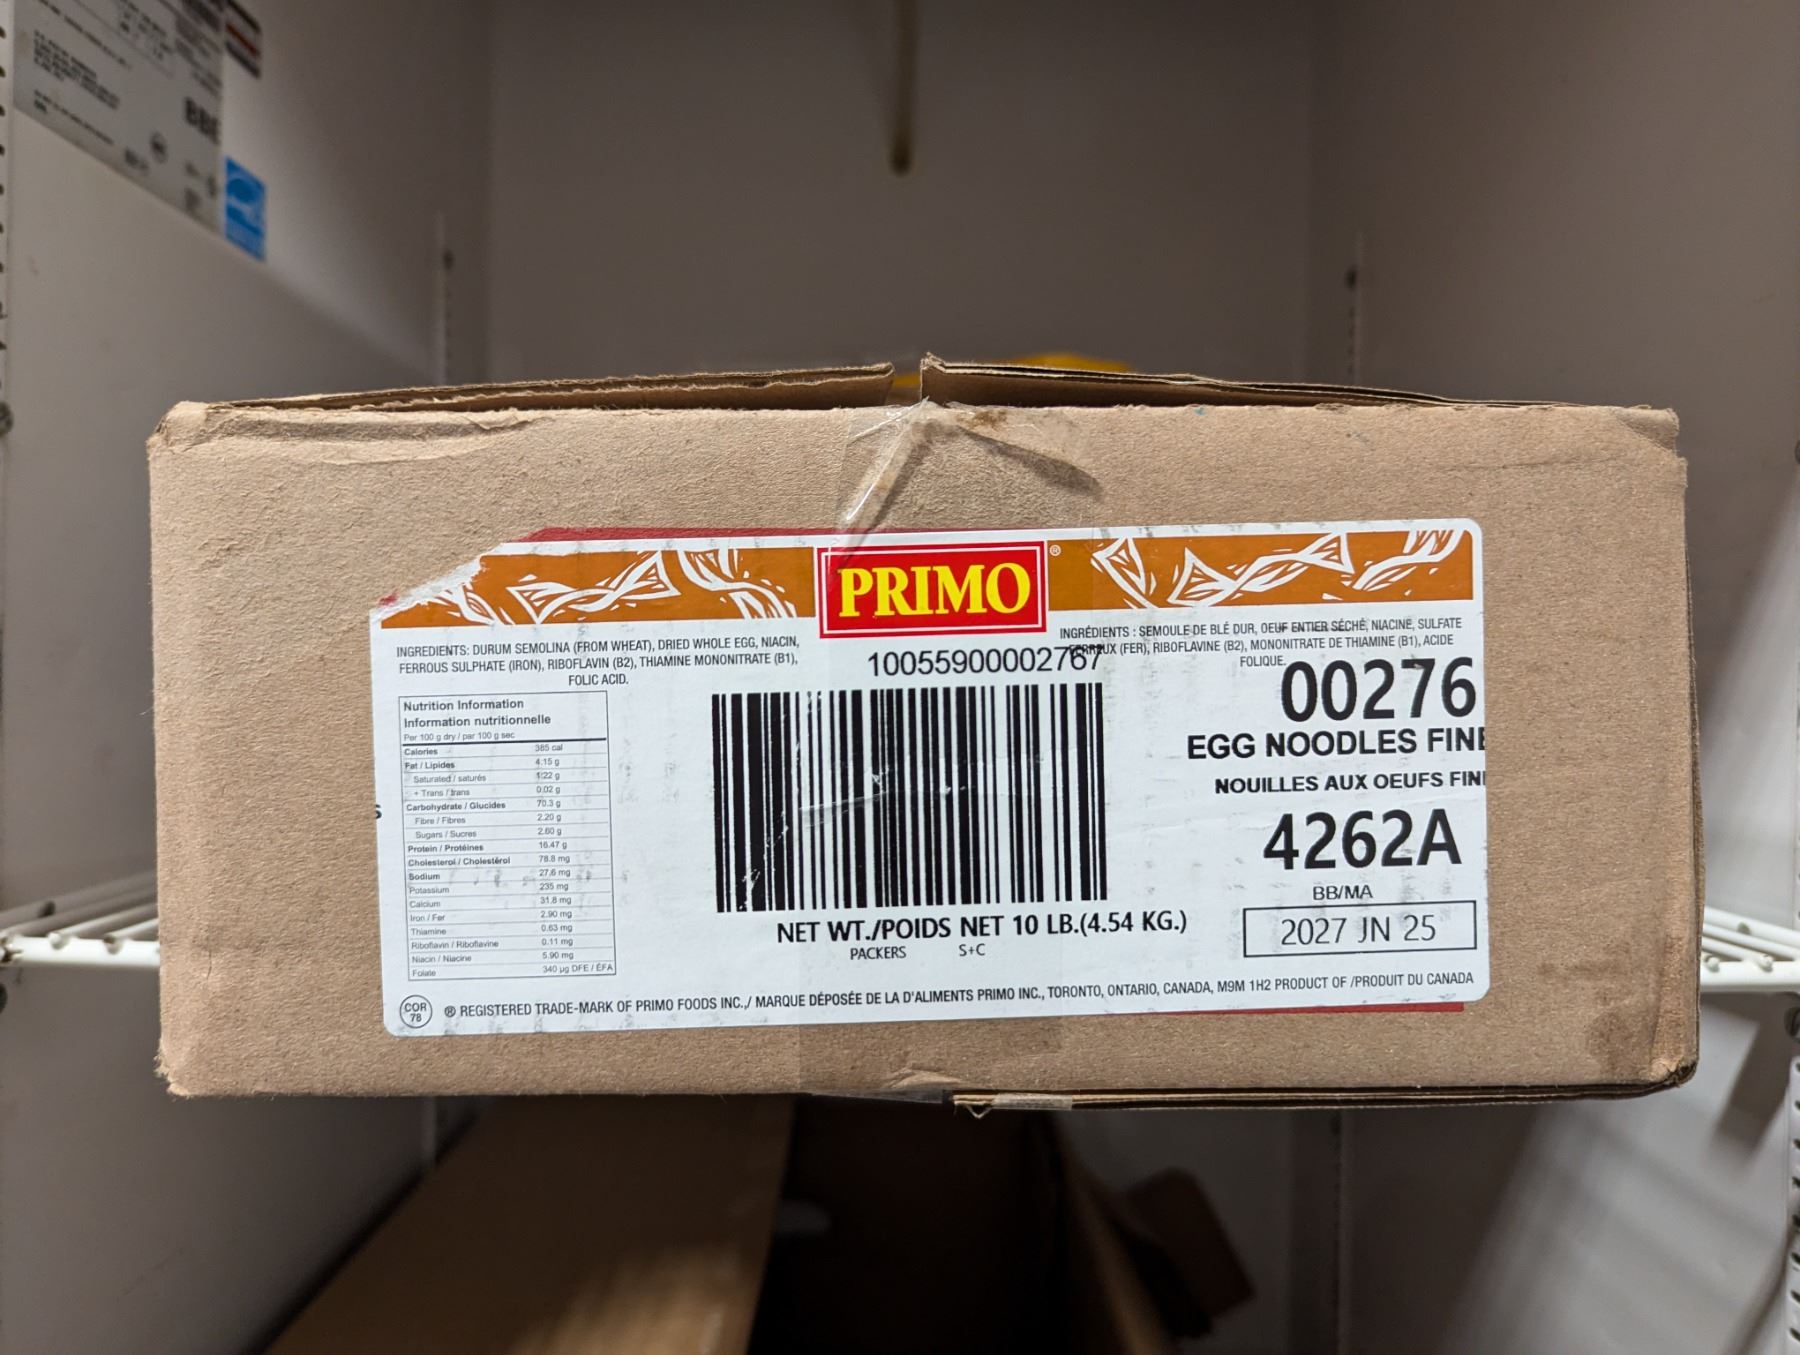 BBE
PRIMO
®
INGREDIENTS: DURUM SEMOLINA (FROM WHEAT), DRIED WHOLE EGG, NIACIN,
FERROUS SULPHATE (IRON), RIBOFLAVIN (B2), THIAMINE MONONITRATE (B1),
FOLIC ACID.
INGRÉDIENTS : SEMOULE DE BLÉ DUR, OEUF ENTIER SÉCHÉ, NIACINE, SULFATE
FERREUX (FER), RIBOFLAVINE (B2), MONONITRATE DE THIAMINE (B1), ACIDE
FOLIQUE.
10055900002767
00276
EGG NOODLES FINE
NOUILLES AUX OEUFS FINI
4262A
BB/MA
2027 JN 25
Nutrition Information
Information nutritionnelle
Per 100 g dry / par 100 g sec
Calories 385 cal
Fat / Lipides 4.15 g
Saturated / saturés 1.22 g
+ Trans / trans 0.02 g
Carbohydrate / Glucides 70.3 g
Fibre / Fibres 2.20 g
Sugars / Sucres 2.60 g
Protein / Protéines 16.47 g
Cholesterol / Cholestérol 78.8 mg
Sodium 27.6 mg
Potassium 235 mg
Calcium 31.8 mg
Iron / Fer 2.90 mg
Thiamine 0.63 mg
Riboflavin / Riboflavine 0.11 mg
Niacin / Niacine 5.90 mg
Folate 340 µg DFE / ÉFA
S
NET WT./POIDS NET 10 LB.(4.54 KG.)
PACKERS S+C
COR
78
® REGISTERED TRADE-MARK OF PRIMO FOODS INC./ MARQUE DÉPOSÉE DE LA D'ALIMENTS PRIMO INC., TORONTO, ONTARIO, CANADA, M9M 1H2 PRODUCT OF /PRODUIT DU CANADA